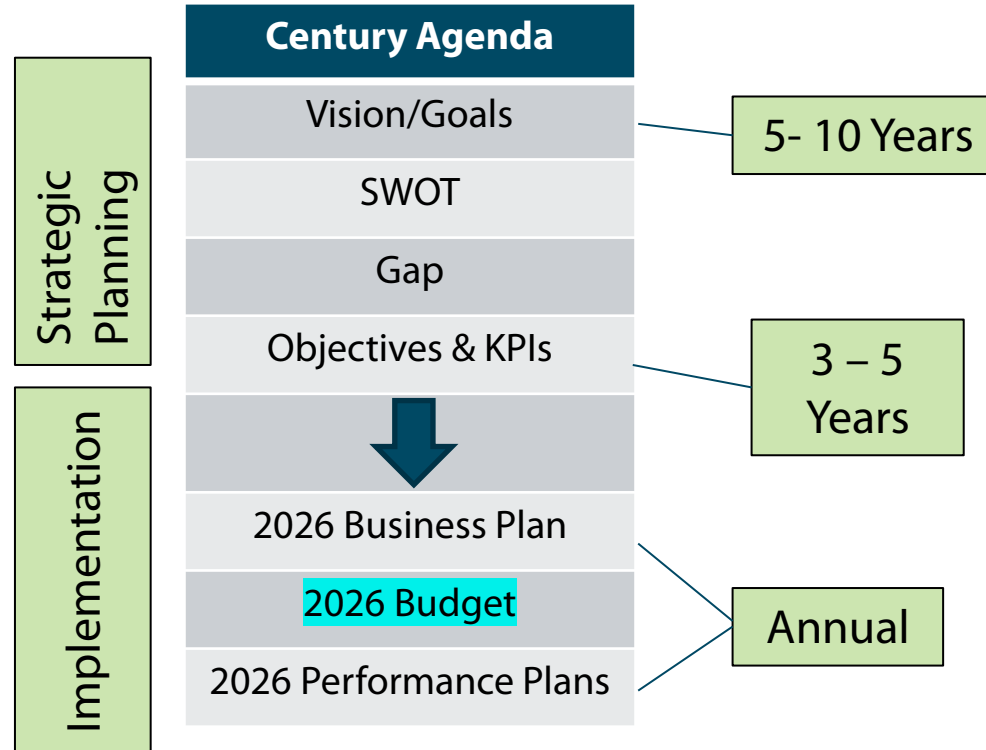 Century Agenda
Strategic
Planning
Vision/Goals
5- 10 Years
SWOT
Gap
Objectives & KPIs
3 – 5
Years
Implementation
2026 Business Plan
2026 Budget
Annual
2026 Performance Plans